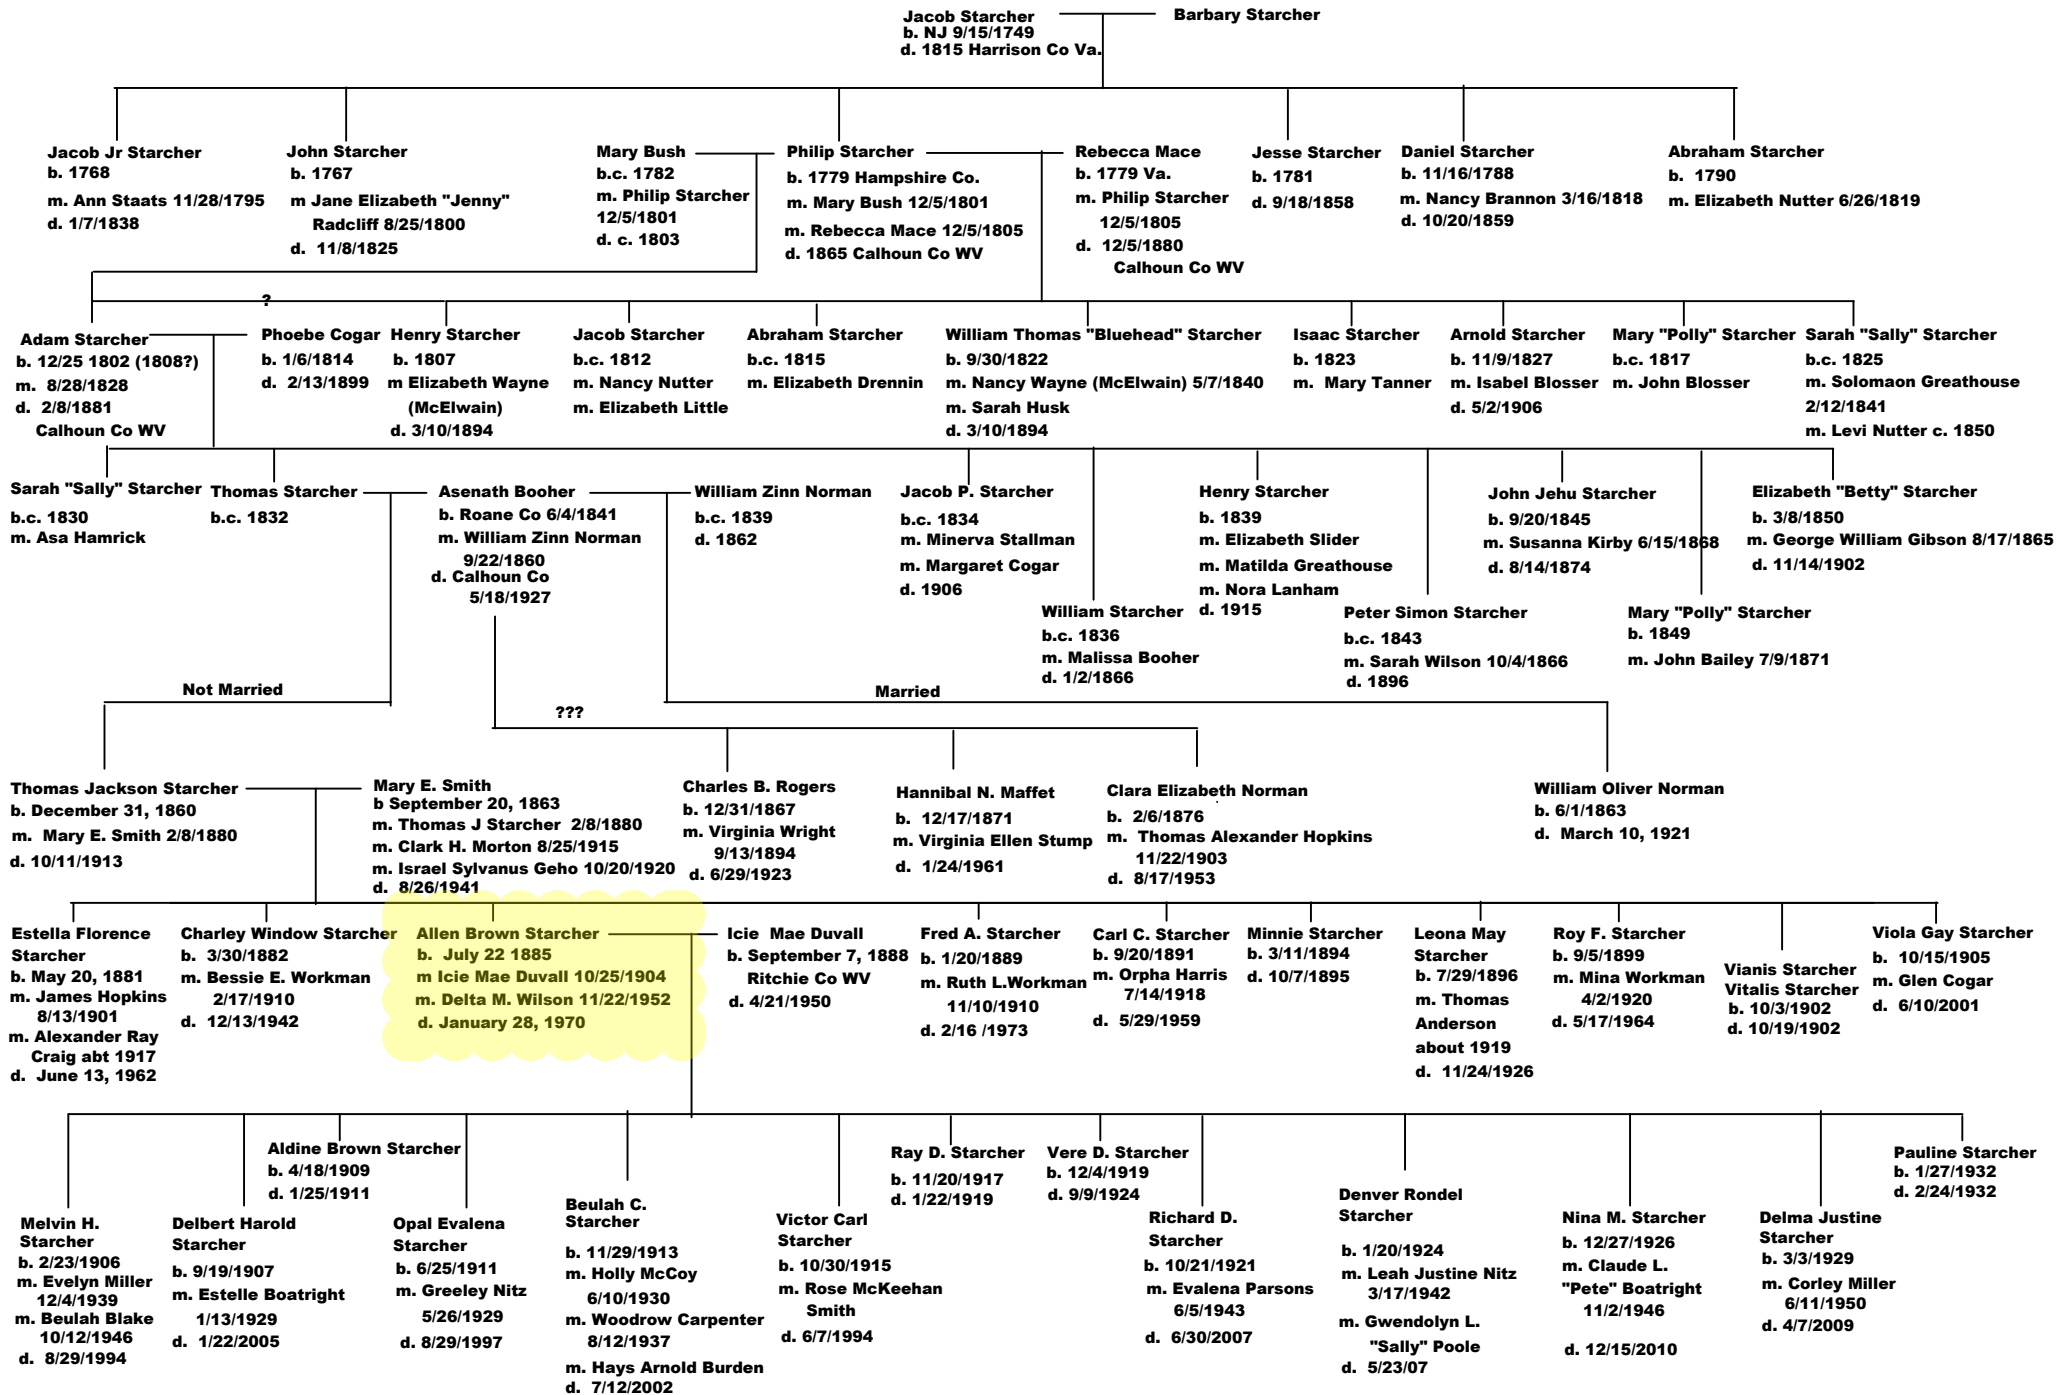 Jacob Starcher
b. NJ 9/15/1749
d. 1815 Harrison Co Va.
Barbary Starcher
Jacob Jr Starcher
b. 1768
m. Ann Staats 11/28/1795
d. 1/7/1838
John Starcher
b. 1767
m Jane Elizabeth "Jenny"
Radcliff 8/25/1800
d. 11/8/1825
Mary Bush
b.c. 1782
m. Philip Starcher
12/5/1801
d. c. 1803
Philip Starcher
b. 1779 Hampshire Co.
m. Mary Bush 12/5/1801
m. Rebecca Mace 12/5/1805
d. 1865 Calhoun Co WV
Rebecca Mace
b. 1779 Va.
m. Philip Starcher
12/5/1805
d. 12/5/1880
Calhoun Co WV
Jesse Starcher
b. 1781
d. 9/18/1858
Daniel Starcher
b. 11/16/1788
m. Nancy Brannon 3/16/1818
d. 10/20/1859
Abraham Starcher
b. 1790
m. Elizabeth Nutter 6/26/1819
?
Adam Starcher
b. 12/25 1802 (1808?)
m. 8/28/1828
d. 2/8/1881
Calhoun Co WV
Phoebe Cogar
b. 1/6/1814
d. 2/13/1899
Henry Starcher
b. 1807
m Elizabeth Wayne
(McElwain)
d. 3/10/1894
Jacob Starcher
b.c. 1812
m. Nancy Nutter
m. Elizabeth Little
Abraham Starcher
b.c. 1815
m. Elizabeth Drennin
William Thomas "Bluehead" Starcher
b. 9/30/1822
m. Nancy Wayne (McElwain) 5/7/1840
m. Sarah Husk
d. 3/10/1894
Isaac Starcher
b. 1823
m. Mary Tanner
Arnold Starcher
b. 11/9/1827
m. Isabel Blosser
d. 5/2/1906
Mary "Polly" Starcher
b.c. 1817
m. John Blosser
Sarah "Sally" Starcher
b.c. 1825
m. Solomaon Greathouse
2/12/1841
m. Levi Nutter c. 1850
Sarah "Sally" Starcher
b.c. 1830
m. Asa Hamrick
Thomas Starcher
b.c. 1832
Asenath Booher
b. Roane Co 6/4/1841
m. William Zinn Norman
9/22/1860
d. Calhoun Co
5/18/1927
William Zinn Norman
b.c. 1839
d. 1862
Jacob P. Starcher
b.c. 1834
m. Minerva Stallman
m. Margaret Cogar
d. 1906
William Starcher
b.c. 1836
m. Malissa Booher
d. 1/2/1866
Henry Starcher
b. 1839
m. Elizabeth Slider
m. Matilda Greathouse
m. Nora Lanham
d. 1915
Peter Simon Starcher
b.c. 1843
m. Sarah Wilson 10/4/1866
d. 1896
John Jehu Starcher
b. 9/20/1845
m. Susanna Kirby 6/15/1868
d. 8/14/1874
Mary "Polly" Starcher
b. 1849
m. John Bailey 7/9/1871
Elizabeth "Betty" Starcher
b. 3/8/1850
m. George William Gibson 8/17/1865
d. 11/14/1902
Not Married
???
Married
Thomas Jackson Starcher
b. December 31, 1860
m. Mary E. Smith 2/8/1880
d. 10/11/1913
Mary E. Smith
b September 20, 1863
m. Thomas J Starcher 2/8/1880
m. Clark H. Morton 8/25/1915
m. Israel Sylvanus Geho 10/20/1920
d. 8/26/1941
Charles B. Rogers
b. 12/31/1867
m. Virginia Wright
9/13/1894
d. 6/29/1923
Hannibal N. Maffet
b. 12/17/1871
m. Virginia Ellen Stump
d. 1/24/1961
Clara Elizabeth Norman
b. 2/6/1876
m. Thomas Alexander Hopkins
11/22/1903
d. 8/17/1953
William Oliver Norman
b. 6/1/1863
d. March 10, 1921
Estella Florence
Starcher
b. May 20, 1881
m. James Hopkins
8/13/1901
m. Alexander Ray
Craig abt 1917
d. June 13, 1962
Charley Window Starcher
b. 3/30/1882
m. Bessie E. Workman
2/17/1910
d. 12/13/1942
Allen Brown Starcher
b. July 22 1885
m Icie Mae Duvall 10/25/1904
m. Delta M. Wilson 11/22/1952
d. January 28, 1970
Icie Mae Duvall
b. September 7, 1888
Ritchie Co WV
d. 4/21/1950
Fred A. Starcher
b. 1/20/1889
m. Ruth L.Workman
11/10/1910
d. 2/16 /1973
Carl C. Starcher
b. 9/20/1891
m. Orpha Harris
7/14/1918
d. 5/29/1959
Minnie Starcher
b. 3/11/1894
d. 10/7/1895
Leona May
Starcher
b. 7/29/1896
m. Thomas
Anderson
about 1919
d. 11/24/1926
Roy F. Starcher
b. 9/5/1899
m. Mina Workman
4/2/1920
d. 5/17/1964
Vianis Starcher
Vitalis Starcher
b. 10/3/1902
d. 10/19/1902
Viola Gay Starcher
b. 10/15/1905
m. Glen Cogar
d. 6/10/2001
Melvin H.
Starcher
b. 2/23/1906
m. Evelyn Miller
12/4/1939
m. Beulah Blake
10/12/1946
d. 8/29/1994
Delbert Harold
Starcher
b. 9/19/1907
m. Estelle Boatright
1/13/1929
d. 1/22/2005
Aldine Brown Starcher
b. 4/18/1909
d. 1/25/1911
Opal Evalena
Starcher
b. 6/25/1911
m. Greeley Nitz
5/26/1929
d. 8/29/1997
Beulah C.
Starcher
b. 11/29/1913
m. Holly McCoy
6/10/1930
m. Woodrow Carpenter
8/12/1937
m. Hays Arnold Burden
d. 7/12/2002
Victor Carl
Starcher
b. 10/30/1915
m. Rose McKeehan
Smith
d. 6/7/1994
Ray D. Starcher
b. 11/20/1917
d. 1/22/1919
Vere D. Starcher
b. 12/4/1919
d. 9/9/1924
Richard D.
Starcher
b. 10/21/1921
m. Evalena Parsons
6/5/1943
d. 6/30/2007
Denver Rondel
Starcher
b. 1/20/1924
m. Leah Justine Nitz
3/17/1942
m. Gwendolyn L.
"Sally" Poole
d. 5/23/07
Nina M. Starcher
b. 12/27/1926
m. Claude L.
"Pete" Boatright
11/2/1946
d. 12/15/2010
Delma Justine
Starcher
b. 3/3/1929
m. Corley Miller
6/11/1950
d. 4/7/2009
Pauline Starcher
b. 1/27/1932
d. 2/24/1932